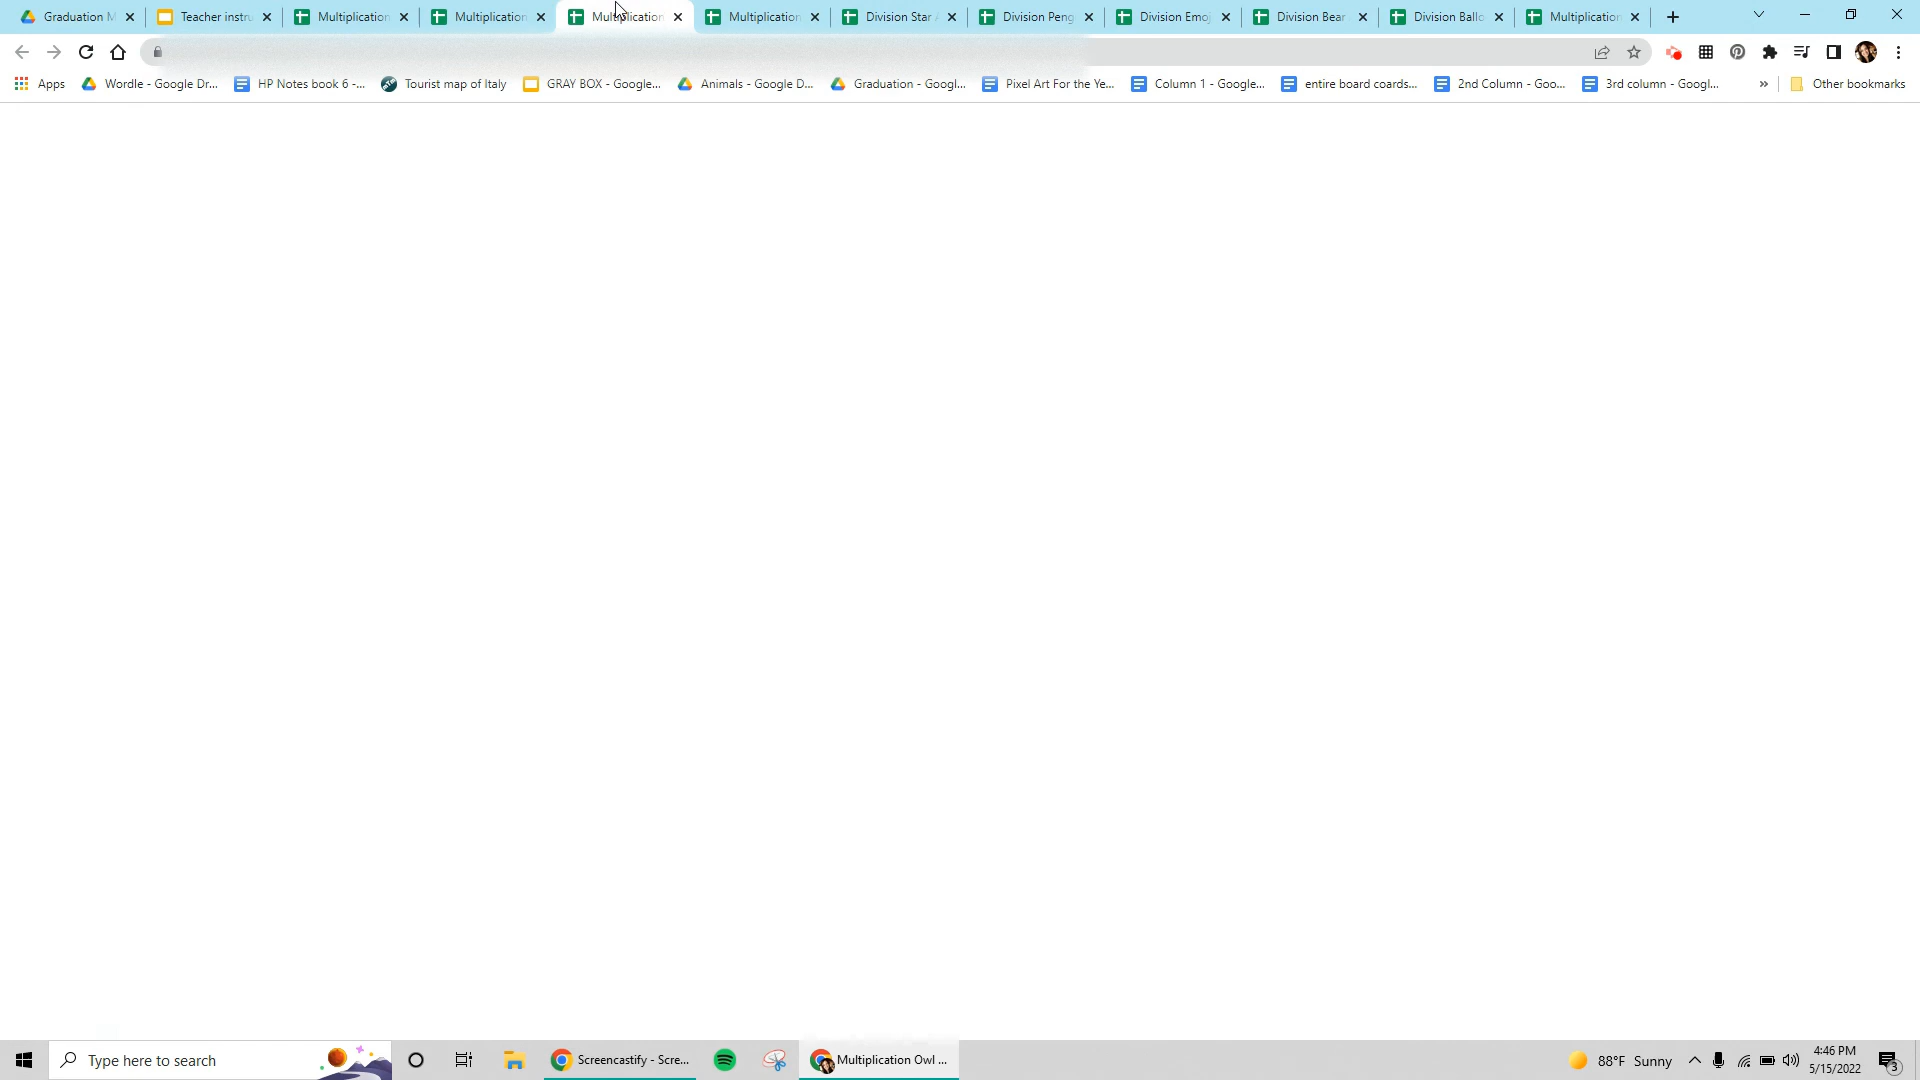 Graduation M
Teacher instru
Multiplication
Multiplication
Multiplication
Multiplication
Division Star A
Division Peng
Division Emoj
Division Bear
Division Ballo
Multiplication
Apps
Wordle - Google Dr...
HP Notes book 6 -...
Tourist map of Italy
GRAY BOX - Google...
Animals - Google D...
Graduation - Googl...
Pixel Art For the Ye...
Column 1 - Google...
entire board coards...
2nd Column - Goo...
3rd column - Googl...
»
Other bookmarks
Type here to search
Screencastify - Scre...
Multiplication Owl ...
88°F Sunny
4:46 PM
5/15/2022
3